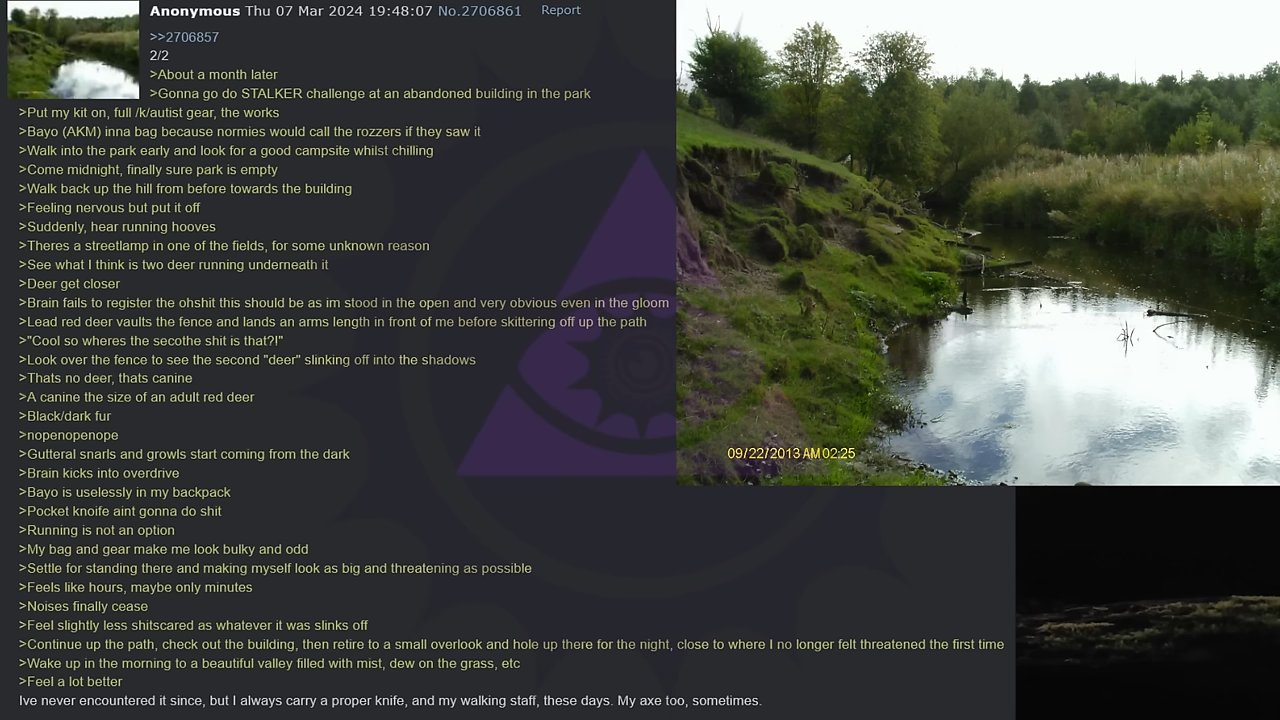 Anonymous Thu 07 Mar 2024 19:48:07 No.2706861 Report
>>2706857
2/2
>About a month later
>Gonna go do STALKER challenge at an abandoned building in the park
>Put my kit on, full /k/autist gear, the works
>Bayo (AKM) inna bag because normies would call the rozzers if they saw it
>Walk into the park early and look for a good campsite whilst chilling
>Come midnight, finally sure park is empty
>Walk back up the hill from before towards the building
>Feeling nervous but put it off
>Suddenly, hear running hooves
>Theres a streetlamp in one of the fields, for some unknown reason
>See what I think is two deer running underneath it
>Deer get closer
>Brain fails to register the ohshit this should be as im stood in the open and very obvious even in the gloom
>Lead red deer vaults the fence and lands an arms length in front of me before skittering off up the path
>"Cool so wheres the secothe shit is that?!"
>Look over the fence to see the second "deer" slinking off into the shadows
>Thats no deer, thats canine
>A canine the size of an adult red deer
>Black/dark fur
>nopenopenope
>Gutteral snarls and growls start coming from the dark
>Brain kicks into overdrive
>Bayo is uselessly in my backpack
>Pocket knoife aint gonna do shit
>Running is not an option
>My bag and gear make me look bulky and odd
>Settle for standing there and making myself look as big and threatening as possible
>Feels like hours, maybe only minutes
>Noises finally cease
>Feel slightly less shitscared as whatever it was slinks off
>Continue up the path, check out the building, then retire to a small overlook and hole up there for the night, close to where I no longer felt threatened the first time
>Wake up in the morning to a beautiful valley filled with mist, dew on the grass, etc
>Feel a lot better
Ive never encountered it since, but I always carry a proper knife, and my walking staff, these days. My axe too, sometimes.
09/22/2013 AM 02:25